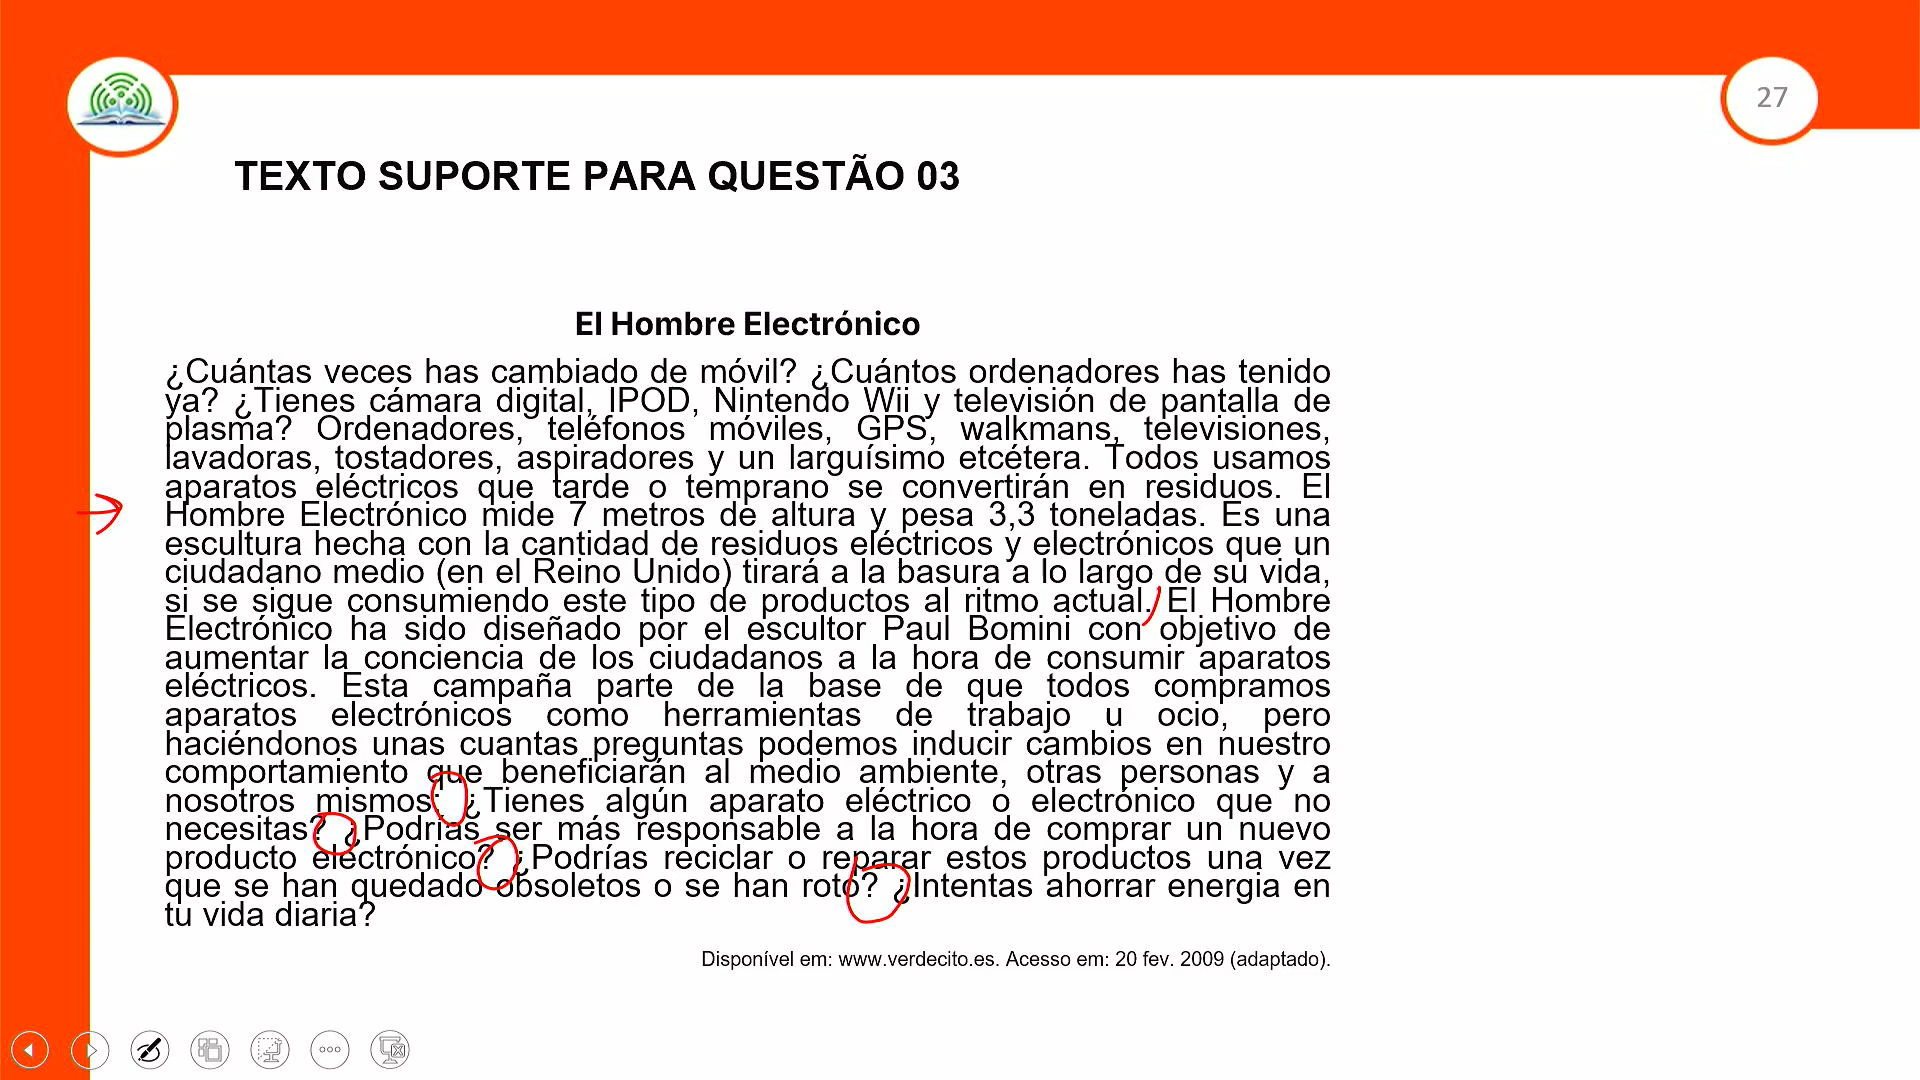 27
TEXTO SUPORTE PARA QUESTÃO 03
El Hombre Electrónico
¿Cuántas veces has cambiado de móvil? ¿Cuántos ordenadores has tenido
ya? ¿Tienes cámara digital, IPOD, Nintendo Wii y televisión de pantalla de
plasma? Ordenadores, teléfonos móviles, GPS, walkmans, televisiones,
lavadoras, tostadores, aspiradores y un larguísimo etcétera. Todos usamos
aparatos eléctricos que tarde o temprano se convertirán en residuos. El
Hombre Electrónico mide 7 metros de altura y pesa 3,3 toneladas. Es una
escultura hecha con la cantidad de residuos eléctricos y electrónicos que un
ciudadano medio (en el Reino Unido) tirará a la basura a lo largo de su vida,
si se sigue consumiendo este tipo de productos al ritmo actual. El Hombre
Electrónico ha sido diseñado por el escultor Paul Bomini con objetivo de
aumentar la conciencia de los ciudadanos a la hora de consumir aparatos
eléctricos. Esta campaña parte de la base de que todos compramos
aparatos electrónicos como herramientas de trabajo u ocio, pero
haciéndonos unas cuantas preguntas podemos inducir cambios en nuestro
comportamiento que beneficiarán al medio ambiente, otras personas y a
nosotros mismos: ¿Tienes algún aparato eléctrico o electrónico que no
necesitas? ¿Podrías ser más responsable a la hora de comprar un nuevo
producto electrónico? ¿Podrías reciclar o reparar estos productos una vez
que se han quedado obsoletos o se han roto? ¿Intentas ahorrar energia en
tu vida diaria?
Disponível em: www.verdecito.es. Acesso em: 20 fev. 2009 (adaptado).